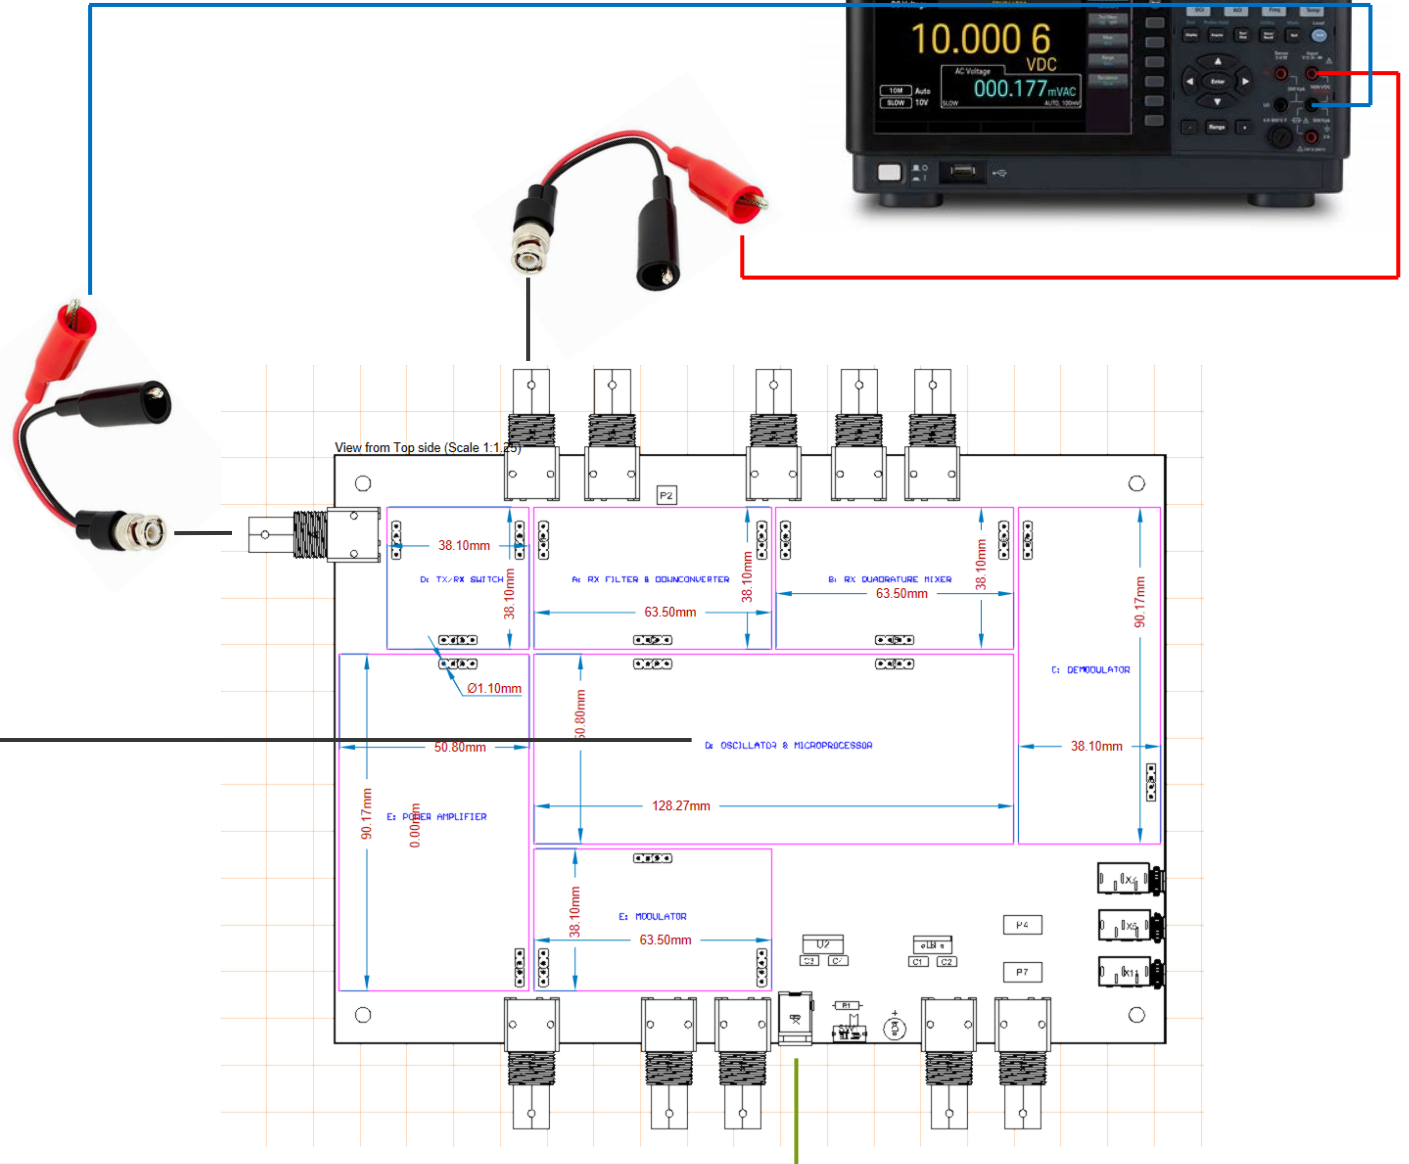 10.000 6
VDC
AC Voltage
000.177 mVAC
10M Auto
SLOW 10V
SLOW
AUTO, 100mV
Enter
Range
View from Top side (Scale 1:1.25)
P2
38.10mm
D: TX/RX SWITCH
38.10mm
A: RX FILTER & DOWNCONVERTER
38.10mm
63.50mm
B: RX QUADRATURE MIXER
38.10mm
63.50mm
90.17mm
C: DEMODULATOR
38.10mm
Ø1.10mm
50.80mm
50.80mm
OSCILLATOR & MICROPROCESSOR
128.27mm
90.17mm
E: POWER AMPLIFIER
0.00mm
38.10mm
E: MODULATOR
63.50mm
U2
C3
C1
C2
P4
P7
R1